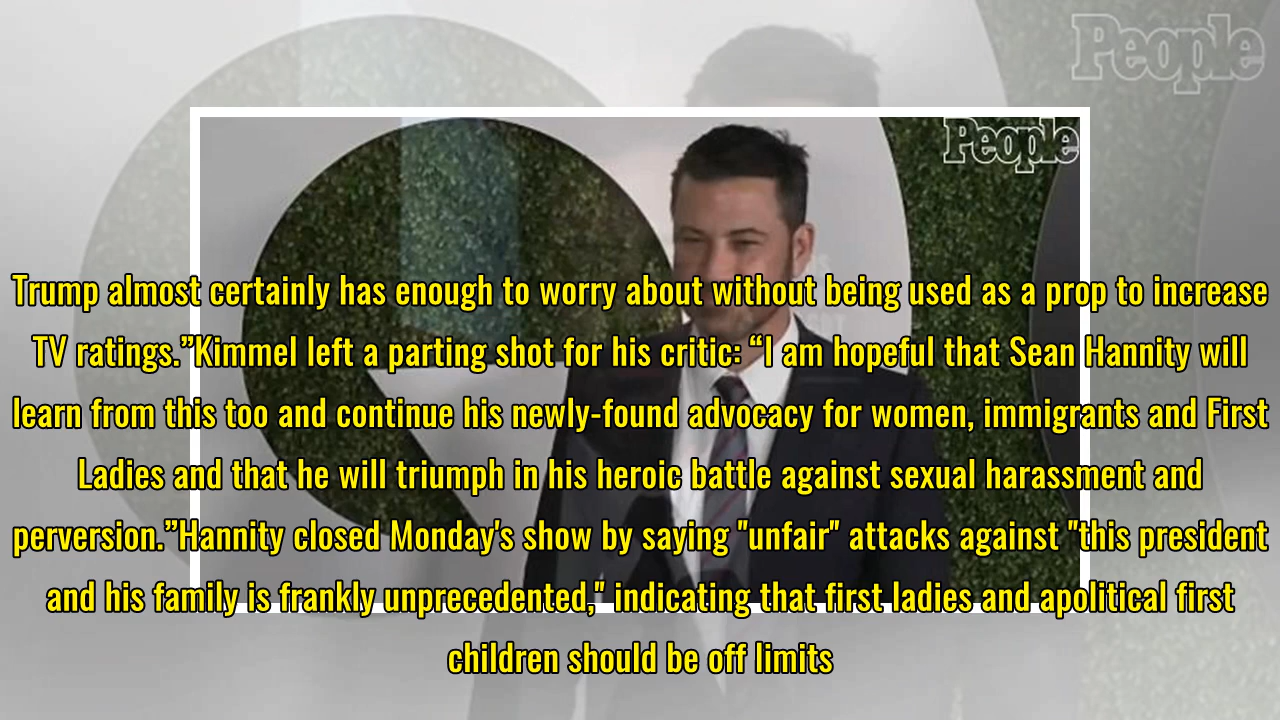 People
People
Trump almost certainly has enough to worry about without being used as a prop to increase
TV ratings.”Kimmel left a parting shot for his critic: “I am hopeful that Sean Hannity will
learn from this too and continue his newly-found advocacy for women, immigrants and First
Ladies and that he will triumph in his heroic battle against sexual harassment and
perversion.”Hannity closed Monday's show by saying "unfair" attacks against "this president
and his family is frankly unprecedented," indicating that first ladies and apolitical first
children should be off limits